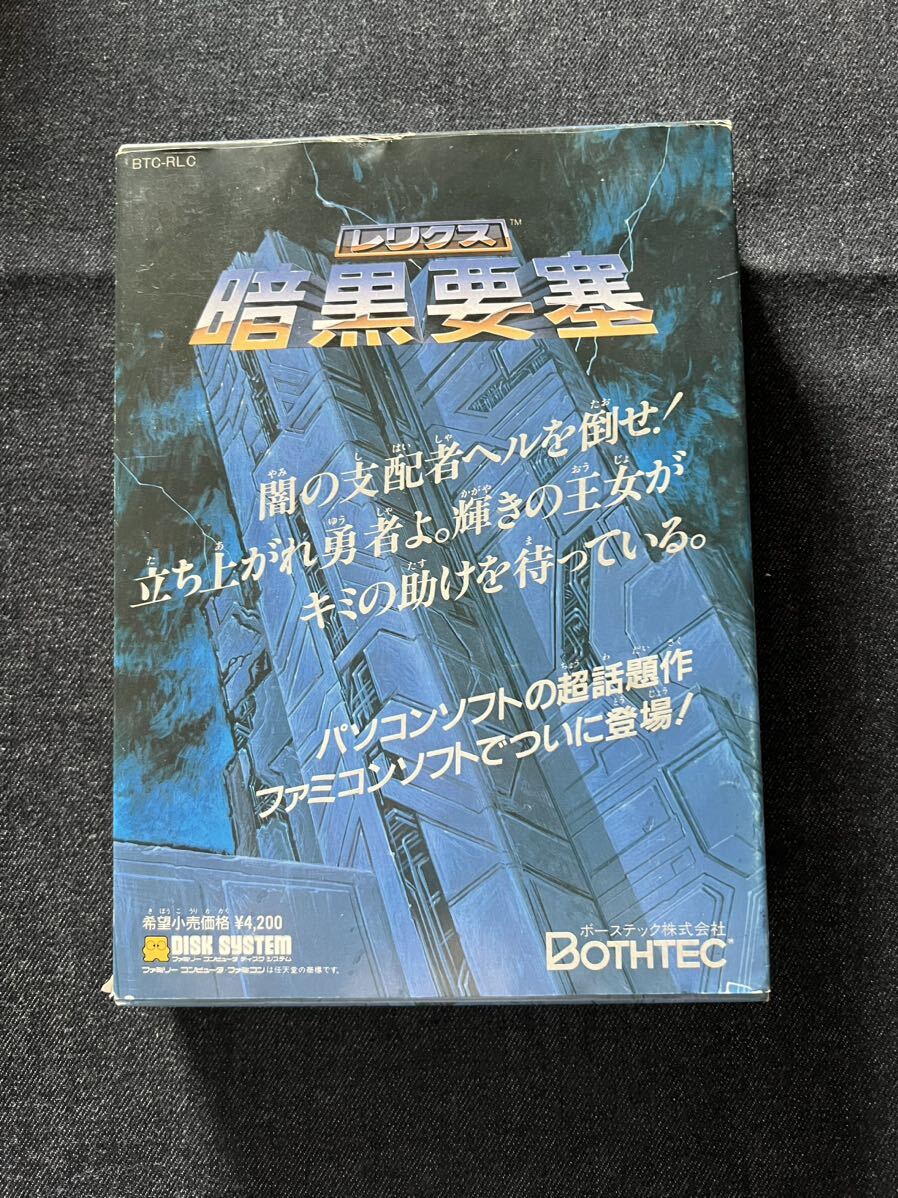 BTC-RLC
レリクス™
暗黒要塞
闇の支配者ヘルを倒せ!
立ち上がれ勇者よ。輝きの王女が
キミの助けを待っている。
パソコンソフトの超話題作
ファミコンソフトでついに登場!
希望小売価格 ¥4,200
DISK SYSTEM
ファミリー コンピュータ ディスク システム
ファミリー コンピュータ・ファミコンは任天堂の商標です。
ボーステック株式会社
BOTHTEC®